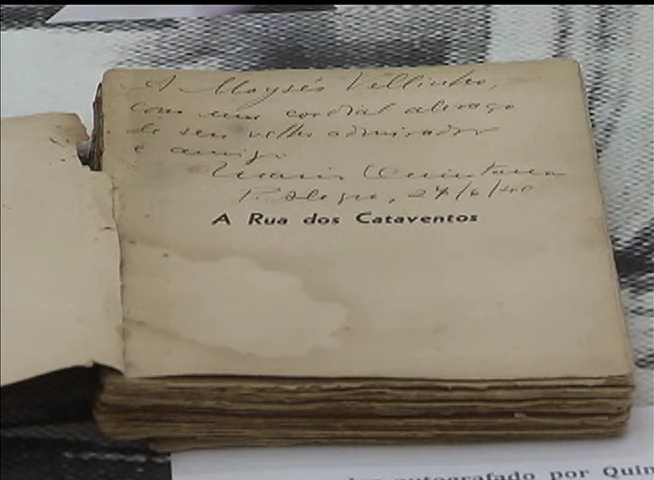 A Moysés Vellinho,
com um cordial abraço
do seu velho admirador
e amigo
Mario Quintana
P. Alegre, 24/6/40
A Rua dos Cataventos
autografado por Quin